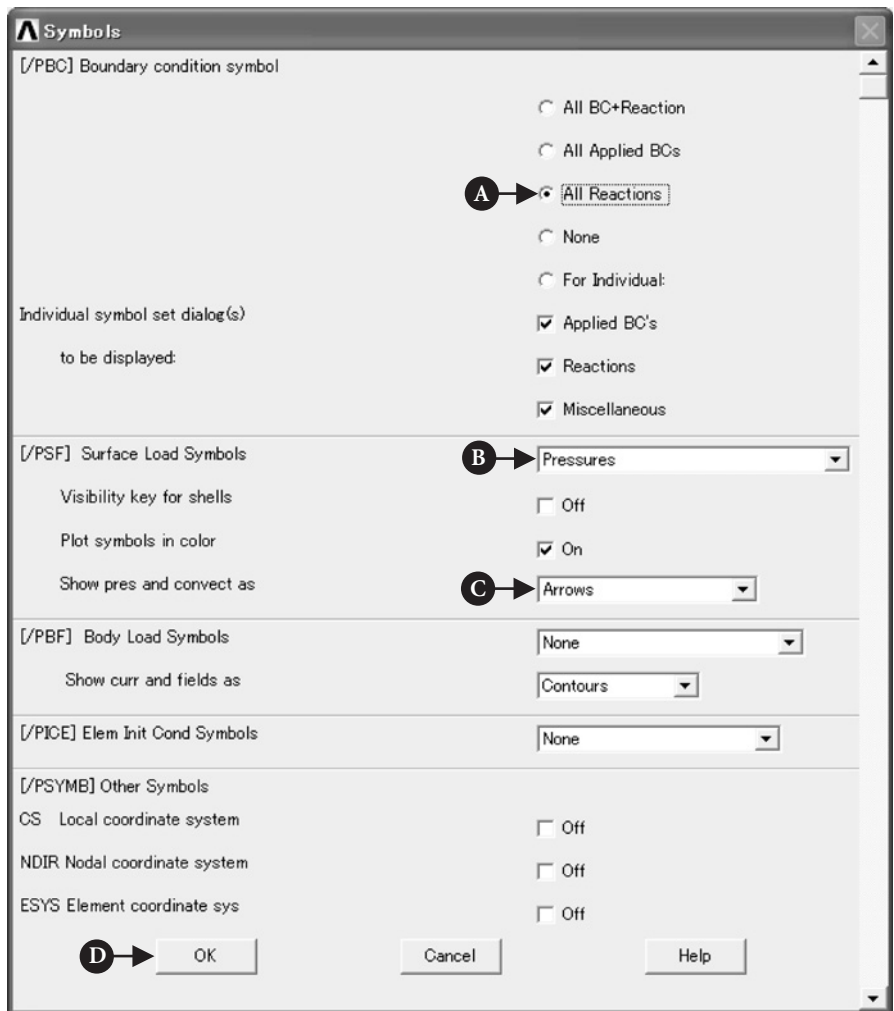 Symbols
[/PBC] Boundary condition symbol
All BC+Reaction
All Applied BCs
A
All Reactions
None
For Individual:
Individual symbol set dialog(s)
Applied BC's
to be displayed:
Reactions
Miscellaneous
[/PSF] Surface Load Symbols
B
Pressures
Visibility key for shells
Off
Plot symbols in color
On
Show pres and convect as
C
Arrows
[/PBF] Body Load Symbols
None
Show curr and fields as
Contours
[/PICE] Elem Init Cond Symbols
None
[/PSYMB] Other Symbols
CS Local coordinate system
Off
NDIR Nodal coordinate system
Off
ESYS Element coordinate sys
Off
D
OK
Cancel
Help